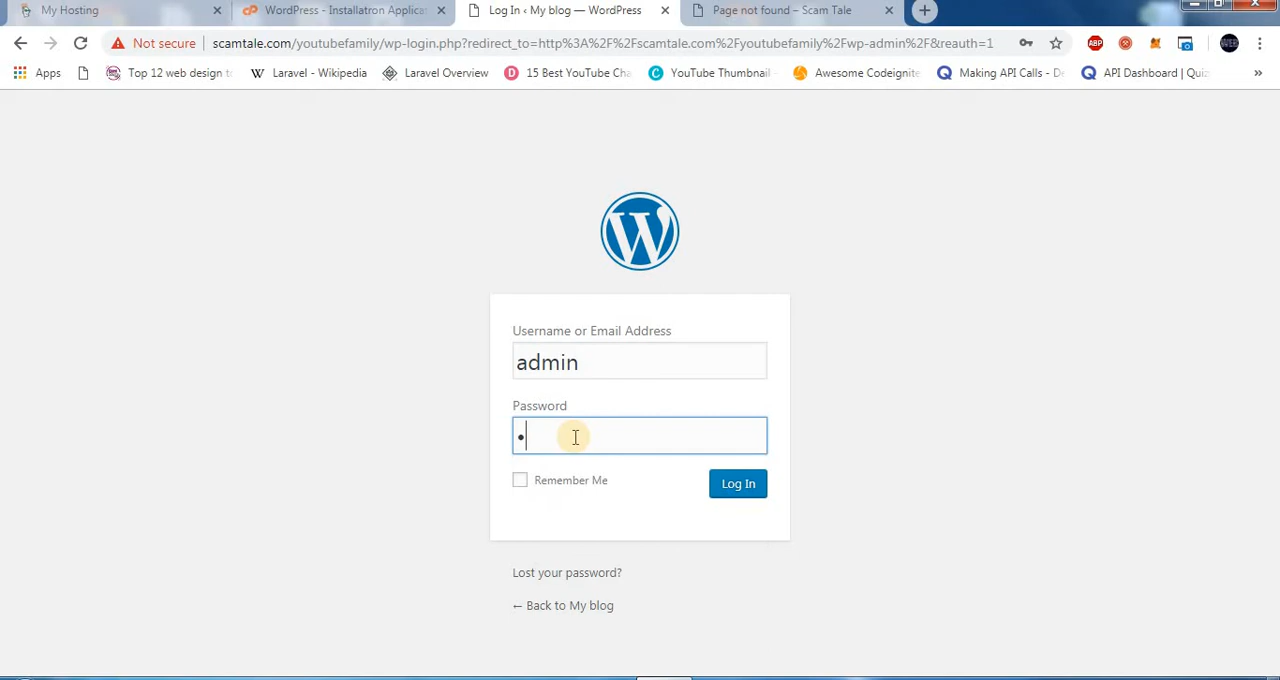 My Hosting
WordPress - Installatron Applicat
Log In ‹ My blog — WordPress
Page not found – Scam Tale
Not secure
scamtale.com/youtubefamily/wp-login.php?redirect_to=http%3A%2F%2Fscamtale.com%2Fyoutubefamily%2Fwp-admin%2F&reauth=1
ABP
WEB
Apps
Top 12 web design t
Laravel - Wikipedia
Laravel Overview
15 Best YouTube Cha
YouTube Thumbnail
Awesome Codeignite
Making API Calls - De
API Dashboard | Quiz
»
Username or Email Address
admin
Password
•
Remember Me
Log In
Lost your password?
← Back to My blog